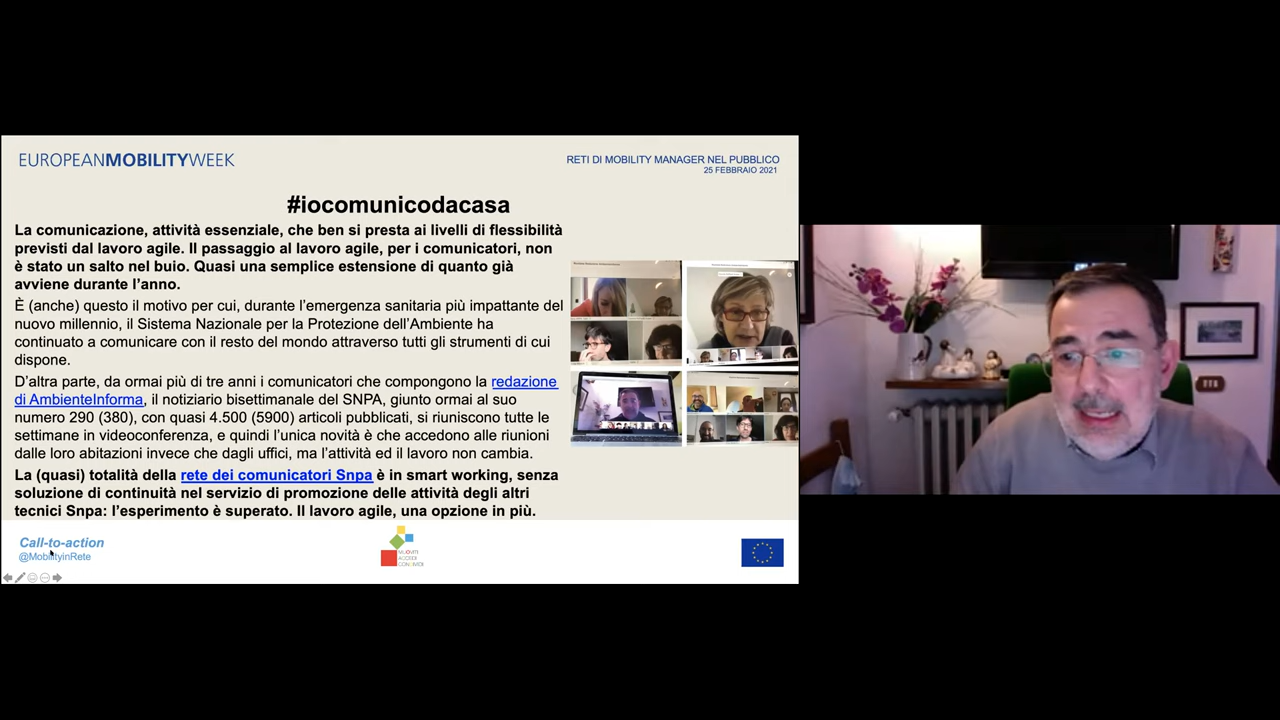 EUROPEANMOBILITYWEEK
RETI DI MOBILITY MANAGER NEL PUBBLICO
25 FEBBRAIO 2021
#iocomunicodacasa
La comunicazione, attività essenziale, che ben si presta ai livelli di flessibilità
previsti dal lavoro agile. Il passaggio al lavoro agile, per i comunicatori, non
è stato un salto nel buio. Quasi una semplice estensione di quanto già
avviene durante l’anno.
È (anche) questo il motivo per cui, durante l’emergenza sanitaria più impattante del
nuovo millennio, il Sistema Nazionale per la Protezione dell’Ambiente ha
continuato a comunicare con il resto del mondo attraverso tutti gli strumenti di cui
dispone.
D’altra parte, da ormai più di tre anni i comunicatori che compongono la redazione
di AmbienteInforma, il notiziario bisettimanale del SNPA, giunto ormai al suo
numero 290 (380), con quasi 4.500 (5900) articoli pubblicati, si riuniscono tutte le
settimane in videoconferenza, e quindi l’unica novità è che accedono alle riunioni
dalle loro abitazioni invece che dagli uffici, ma l’attività ed il lavoro non cambia.
La (quasi) totalità della rete dei comunicatori Snpa è in smart working, senza
soluzione di continuità nel servizio di promozione delle attività degli altri
tecnici Snpa: l’esperimento è superato. Il lavoro agile, una opzione in più.
Call-to-action
@MobilityinRete
MUOVITI
ACCEDI
CONDIVIDI